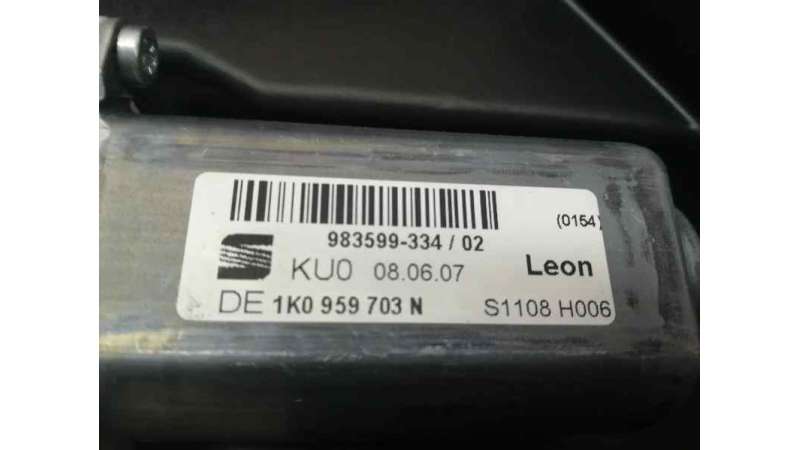 (0154)
983599-334 / 02
KU0 08.06.07 Leon
DE 1K0 959 703 N S1108 H006